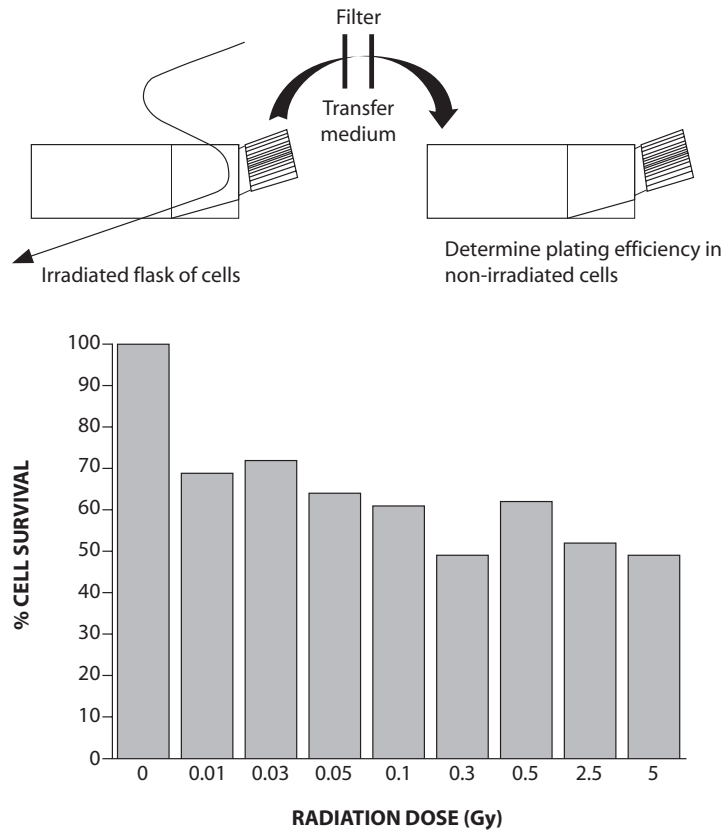 Filter
Transfer
medium
Irradiated flask of cells
Determine plating efficiency in
non-irradiated cells
% CELL SURVIVAL
100
90
80
70
60
50
40
30
20
10
0
0 0.01 0.03 0.05 0.1 0.3 0.5 2.5 5
RADIATION DOSE (Gy)